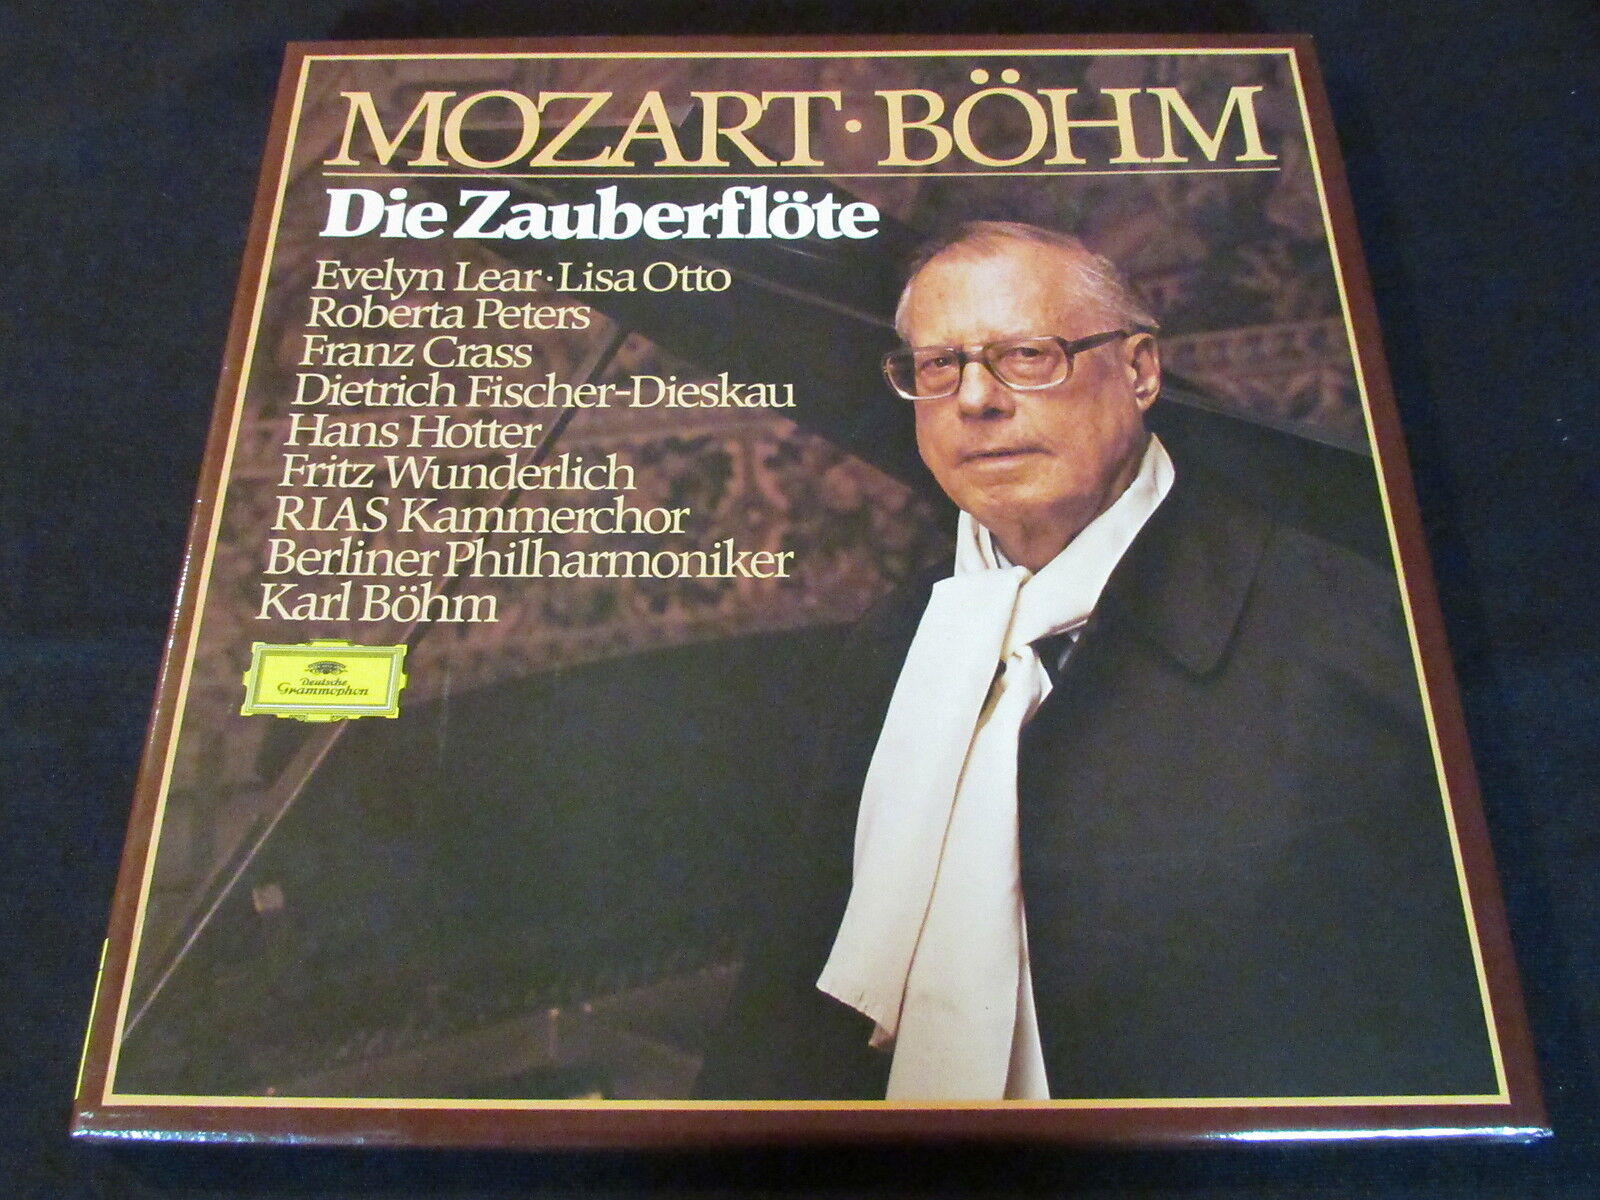 MOZART·BÖHM
Die Zauberflöte
Evelyn Lear·Lisa Otto
Roberta Peters
Franz Crass
Dietrich Fischer-Dieskau
Hans Hotter
Fritz Wunderlich
RIAS Kammerchor
Berliner Philharmoniker
Karl Böhm
Deutsche
Grammophon